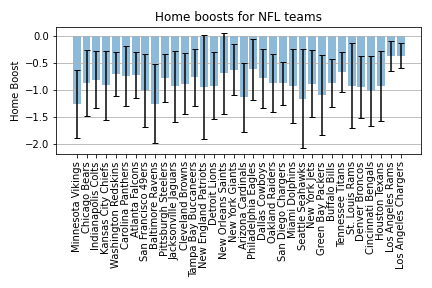 Home boosts for NFL teams
Home Boost
0.0
−0.5
−1.0
−1.5
−2.0
Minnesota Vikings
Chicago Bears
Indianapolis Colts
Kansas City Chiefs
Washington Redskins
Carolina Panthers
Atlanta Falcons
San Francisco 49ers
Baltimore Ravens
Pittsburgh Steelers
Jacksonville Jaguars
Cleveland Browns
Tampa Bay Buccaneers
New England Patriots
Detroit Lions
New Orleans Saints
New York Giants
Arizona Cardinals
Philadelphia Eagles
Dallas Cowboys
Oakland Raiders
San Diego Chargers
Miami Dolphins
Seattle Seahawks
New York Jets
Green Bay Packers
Buffalo Bills
Tennessee Titans
St. Louis Rams
Denver Broncos
Cincinnati Bengals
Houston Texans
Los Angeles Rams
Los Angeles Chargers